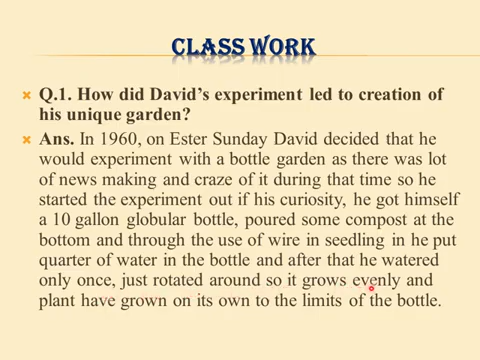 CLASS WORK
Q.1. How did David's experiment led to creation of
his unique garden?
Ans. In 1960, on Ester Sunday David decided that he
would experiment with a bottle garden as there was lot
of news making and craze of it during that time so he
started the experiment out if his curiosity, he got himself
a 10 gallon globular bottle, poured some compost at the
bottom and through the use of wire in seedling in he put
quarter of water in the bottle and after that he watered
only once, just rotated around so it grows evenly and
plant have grown on its own to the limits of the bottle.